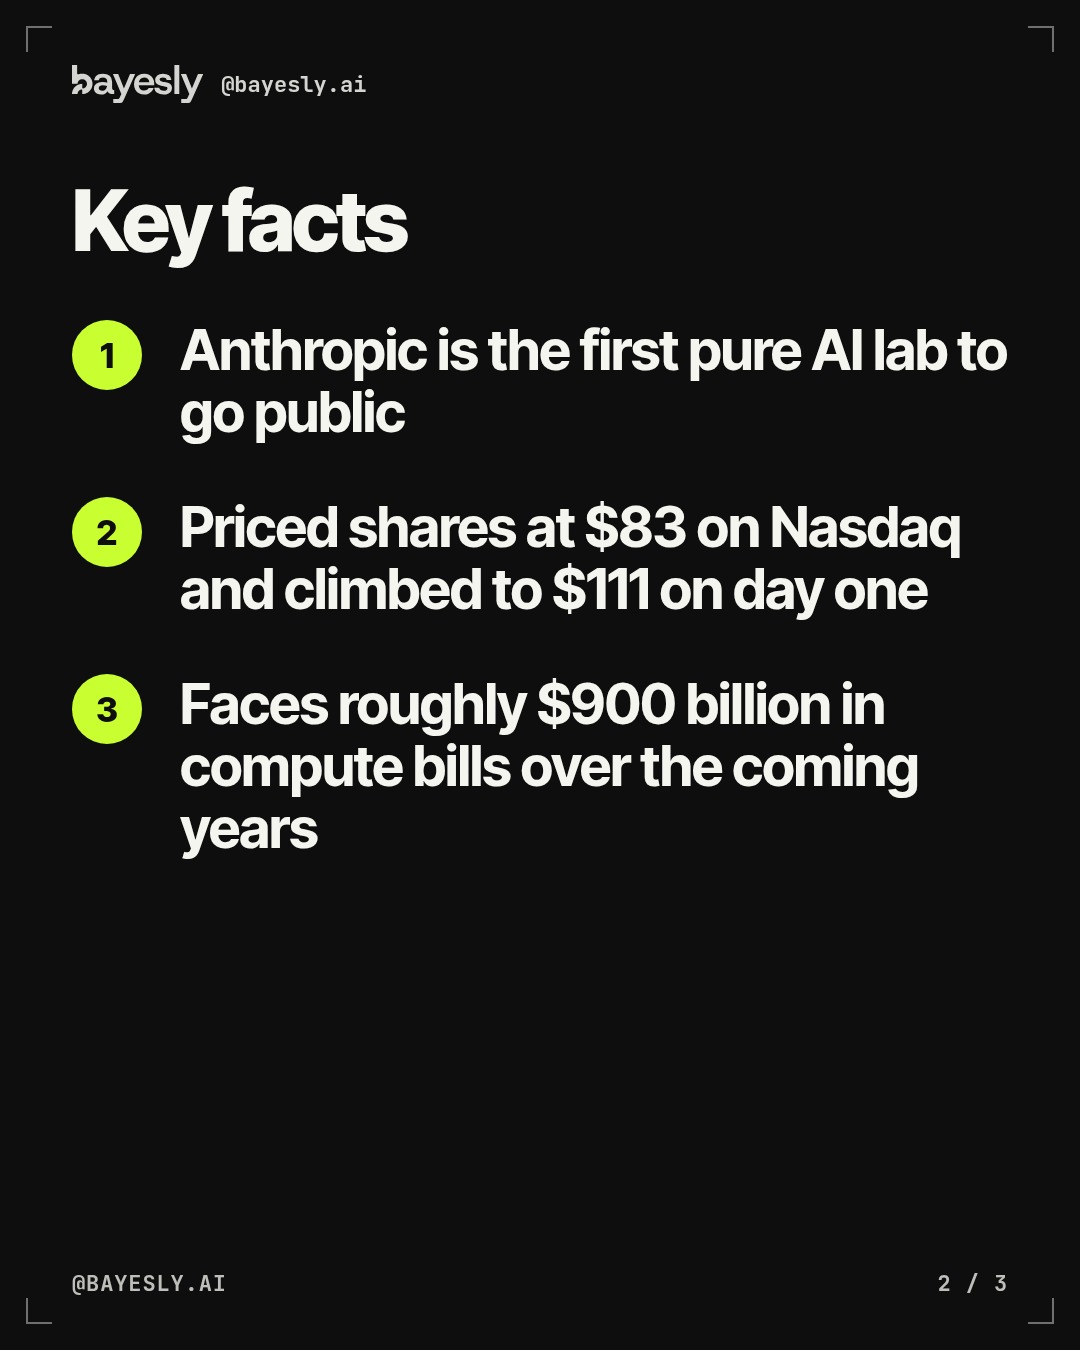 bayesly @bayesly.ai
Key facts
1 Anthropic is the first pure AI lab to
go public
2 Priced shares at $83 on Nasdaq
and climbed to $111 on day one
3 Faces roughly $900 billion in
compute bills over the coming
years
@BAYESLY.AI 2 / 3